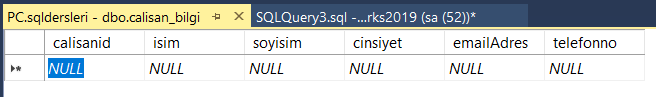 PC.sqldersleri - dbo.calisan_bilgi SQLQuery3.sql -...rks2019 (sa (52))*
calisanid isim soyisim cinsiyet emailAdres telefonno
NULL NULL NULL NULL NULL NULL